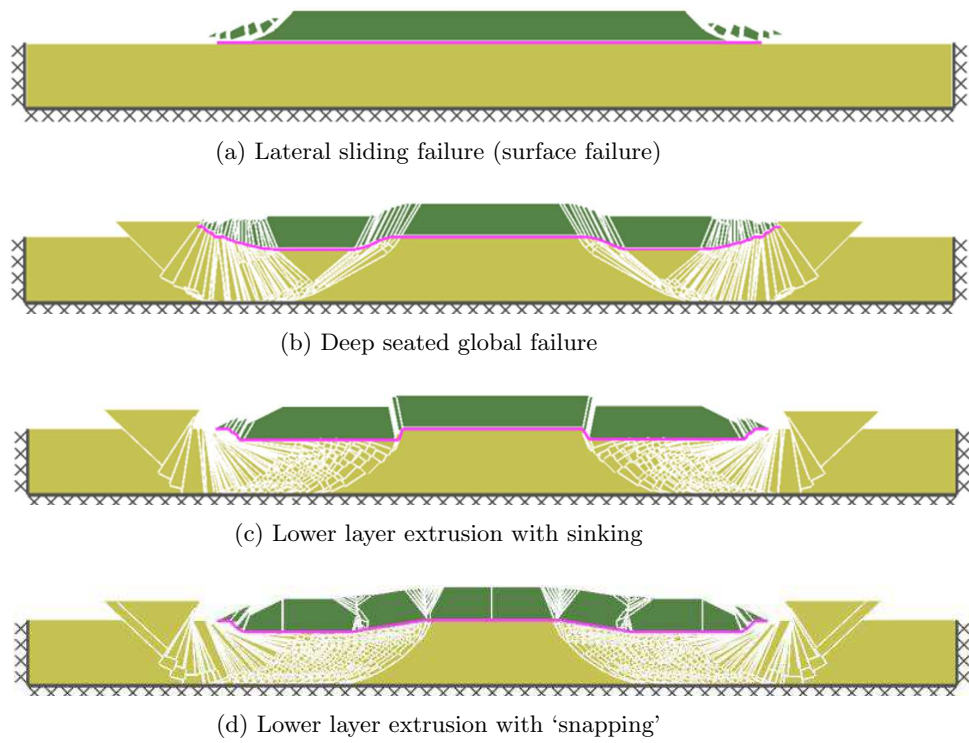 (a) Lateral sliding failure (surface failure)
(b) Deep seated global failure
(c) Lower layer extrusion with sinking
(d) Lower layer extrusion with ‘snapping’